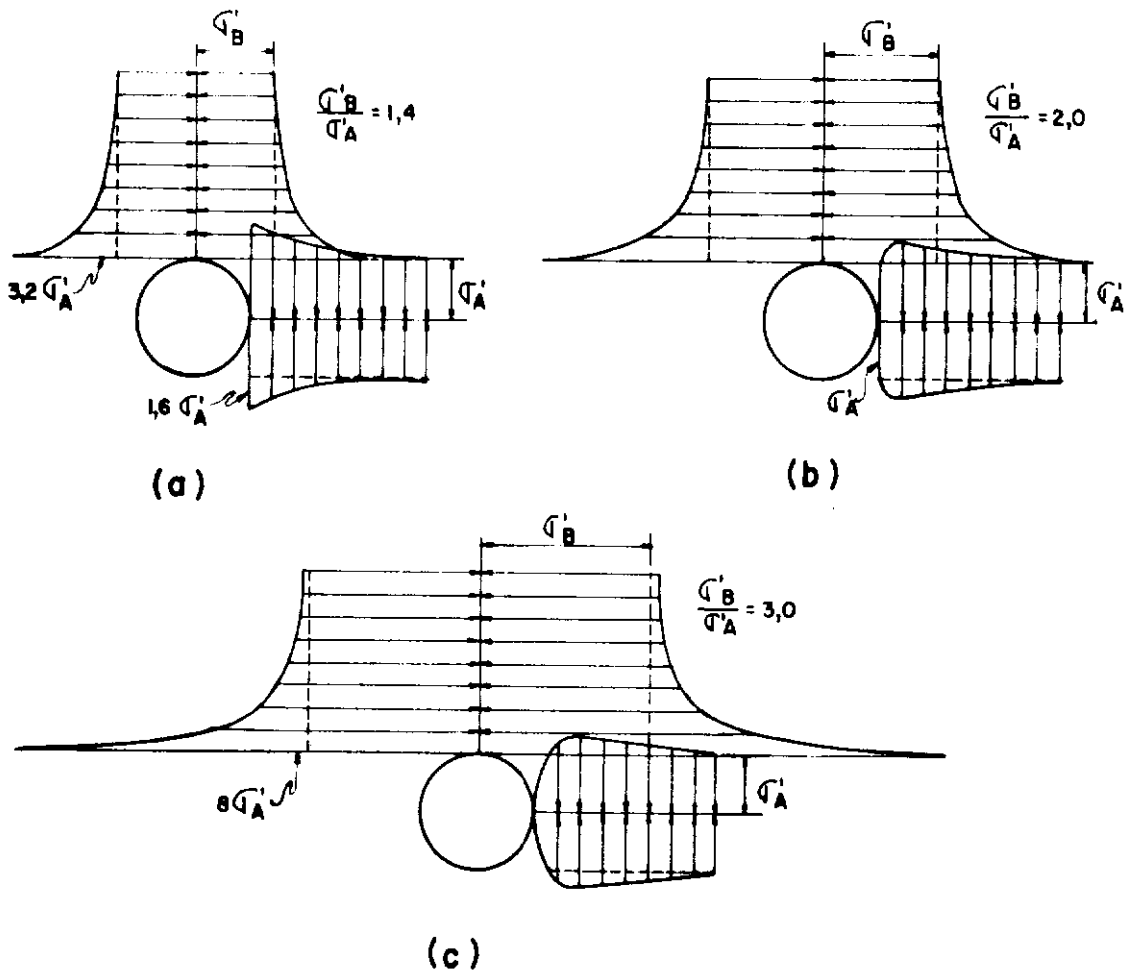 σ'B
σ'B / σ'A = 1,4
3,2 σ'A
σ'A
1,6 σ'A
(a)
σ'B
σ'B / σ'A = 2,0
σ'A
σ'A
(b)
σ'B
σ'B / σ'A = 3,0
8 σ'A
σ'A
(c)